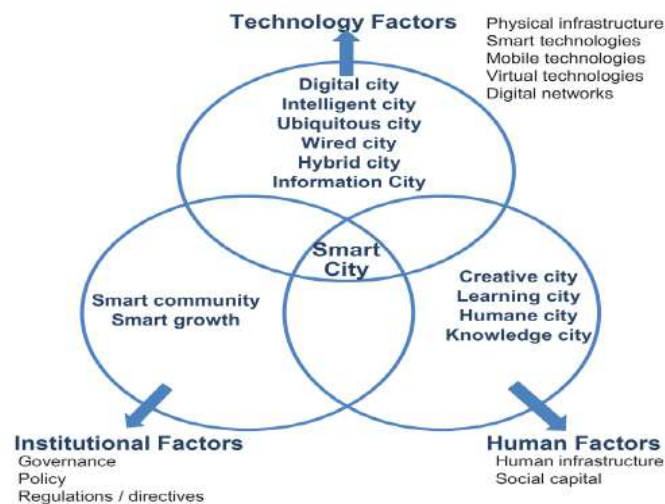 Technology Factors
Physical infrastructure
Smart technologies
Mobile technologies
Virtual technologies
Digital networks
Digital city
Intelligent city
Ubiquitous city
Wired city
Hybrid city
Information City
Smart
City
Smart community
Smart growth
Creative city
Learning city
Humane city
Knowledge city
Institutional Factors
Governance
Policy
Regulations / directives
Human Factors
Human infrastructure
Social capital